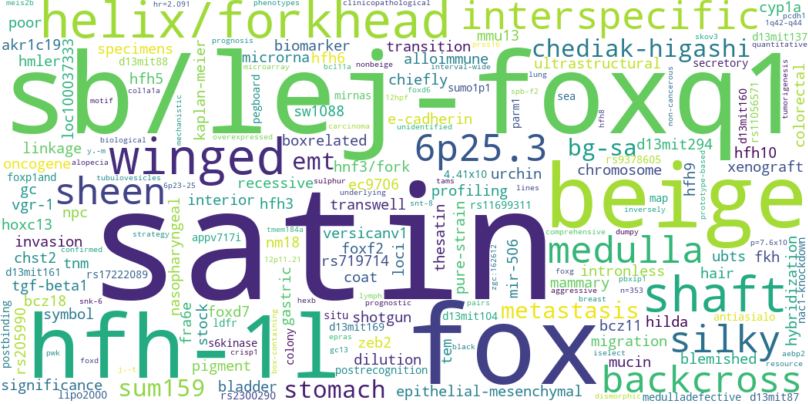 meis2b hr=2.091 phenotypes clinicopathological
helix/forkhead interspecific cyp1a pcdh1
poor 1q42-q44
akr1c19 specimens prognosis biomarker transition mmu13 chediak-higashi skov3 d13mit137
hmler d13mit88 microarray microrna hfh6 alloimmune ultrastructural secretory quantitative
loc100037333 hfh5 kaplan-meier bcl11a interval-wide chiefly lung
sb/lej-foxq1
motif col1a1a mechanistic pegboard mirnas foxd6 sumo1p1 parm1 sea non-cancerous d13mit160 rs11056571 tumorigenesis colorectal
sw1088 12hpf spb-f2 e-cadherin hfh8
linkage biological overexpressed carcinoma unidentified
y,-m boxrelated 6p25.3 bg-sa d13mit294 hfh10
winged emt hnf3/fork chromosome rs9378605 xenograft
oncogene alopecia tubulovesicles sulphur 4.41x10 urchin hfh9
gc foxp1and 6p23-25 recessive ec9706 tams profiling lines map prototype-based
sheen underlying snt-8 inversely beige
vgr-1 npc interior hfh3 transwell rs11699311
satin
hoxc13 nasopharyngeal appv717i versicanv1 loci thesatin pure-strain mir-506 comprehensive dumpy p=7.6x10
invasion confirmed strategy tmem184a nm18 foxf2 zgc:162612 medulla ubts fkh
d13mit161 chst2 tnm 12p11.21 rs719714 foxg intronless hair hybridization
tgf-beta1 rs17222089 coat pbxip1 mammary
snk-6 prognostic hexb aggressive n=353 shaft hac1 knockdown
postbinding bcz18 fra6e foxd7 gastric lymph situ shotgun pairs breast metastasis
hfh-1l fox
symbol stock ldfr d13mit169 d13mit104 bcz11 hilda antiasialo
rs205990 box-containing s6kinase colony epras zeb2 tem migration silky
pwk foxd pigment crisp1 gc13 dilution black iselect mucin blemished aebp2
significance j,-t bladder postrecognition backcross resource
lipo2000 sum159 rs2300290 stomach epithelial-mesenchymal dismorphic medulladefective d13mit87